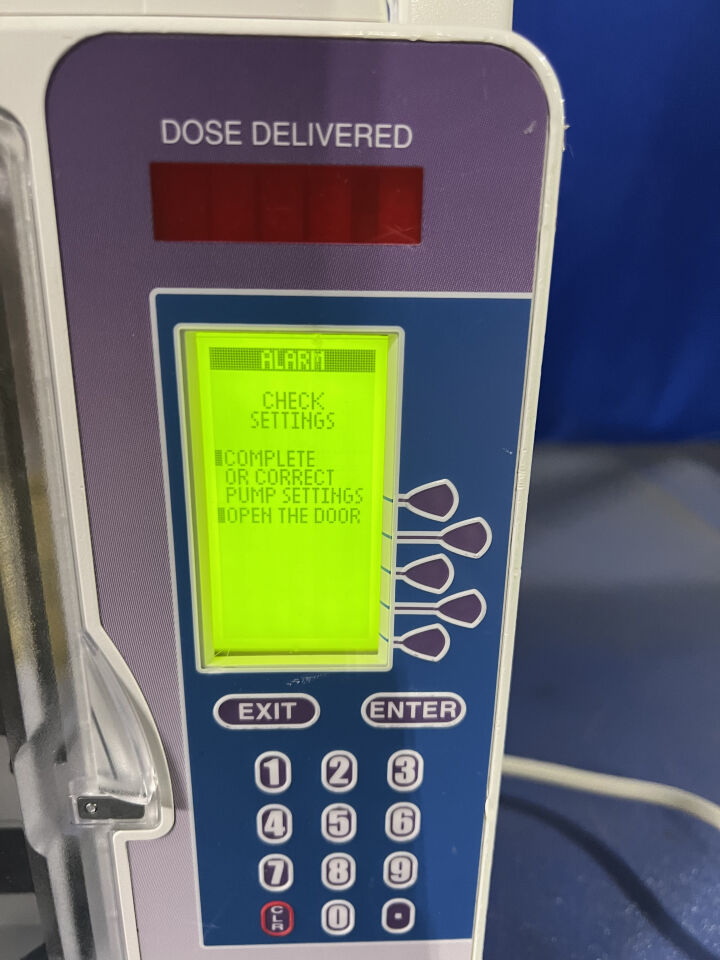 DOSE DELIVERED
ALARM
CHECK
SETTINGS
COMPLETE
OR CORRECT
PUMP SETTINGS
OPEN THE DOOR
EXIT ENTER
1 2 3
4 5 6
7 8 9
CLR 0 .